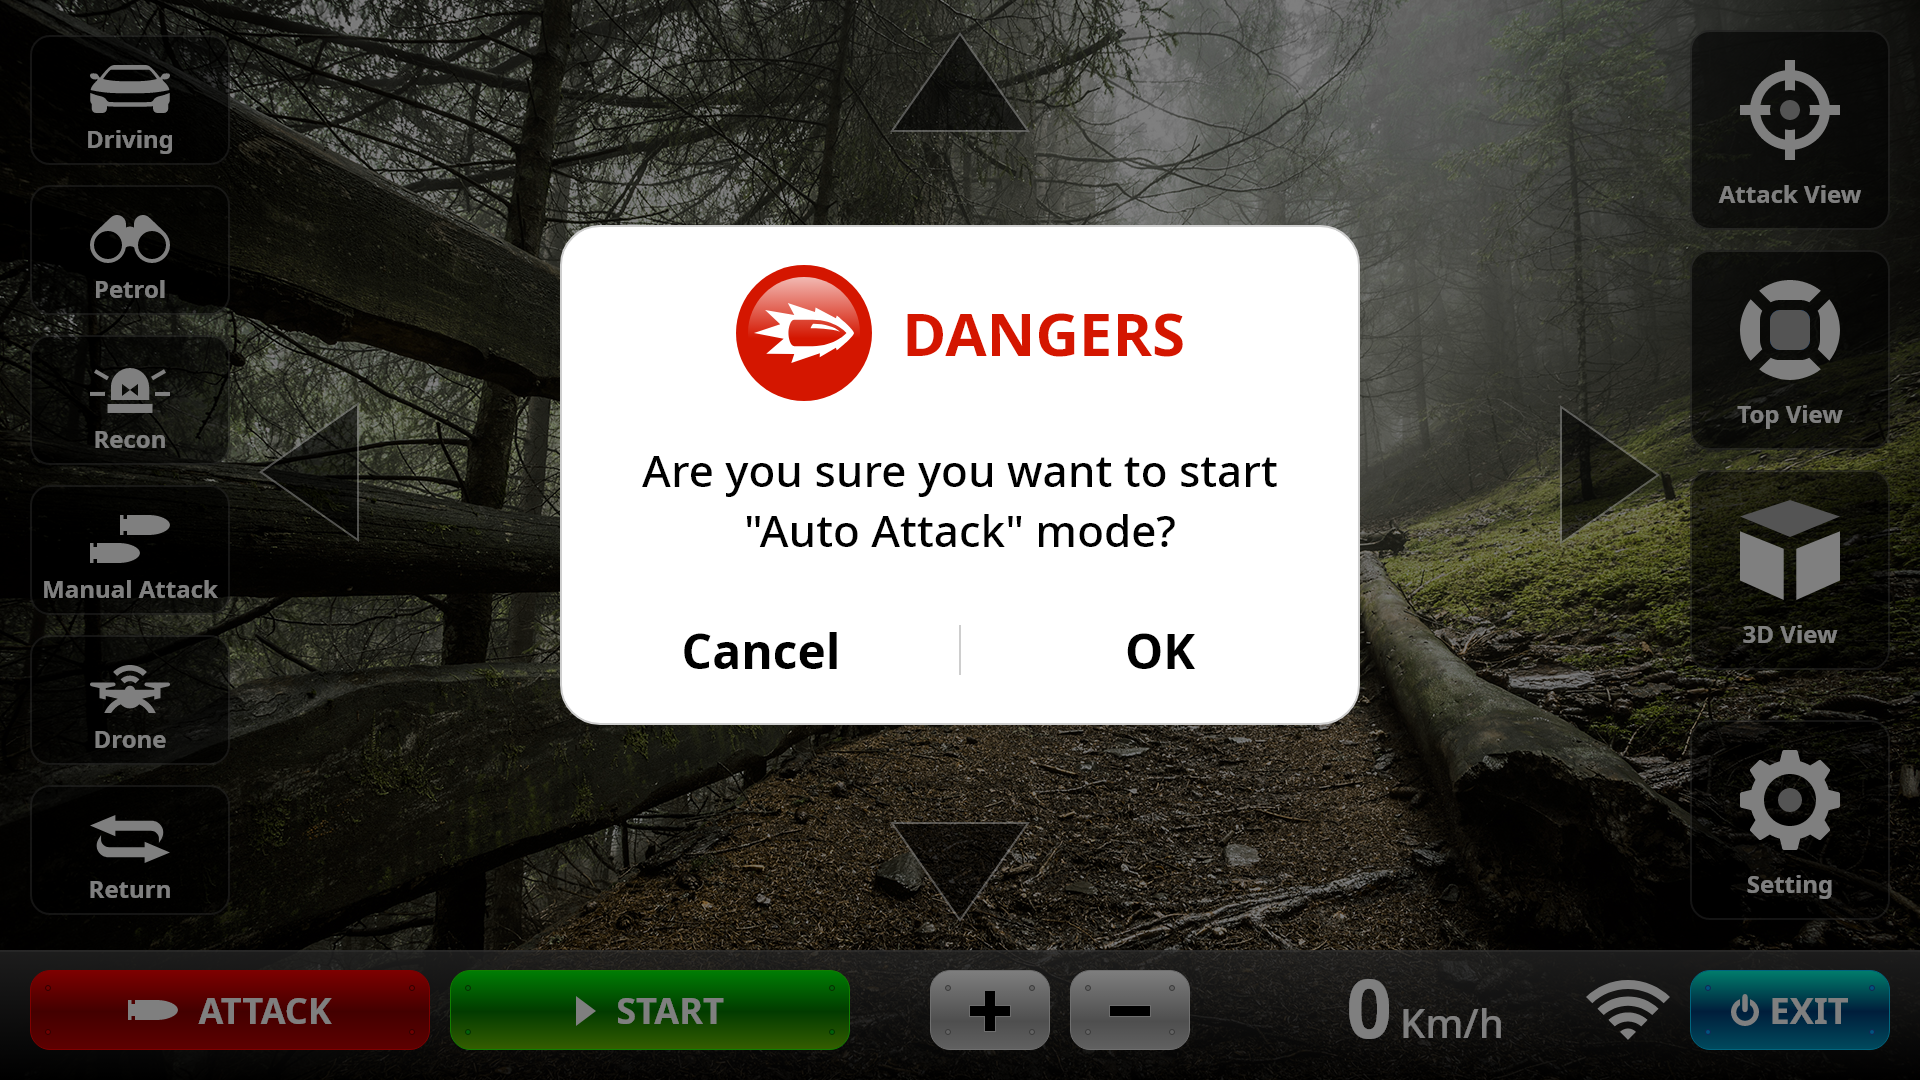 Driving
Petrol
Recon
Manual Attack
Drone
Return
DANGERS
Are you sure you want to start
"Auto Attack" mode?
Cancel
OK
Attack View
Top View
3D View
Setting
ATTACK
START
+
-
0 Km/h
EXIT